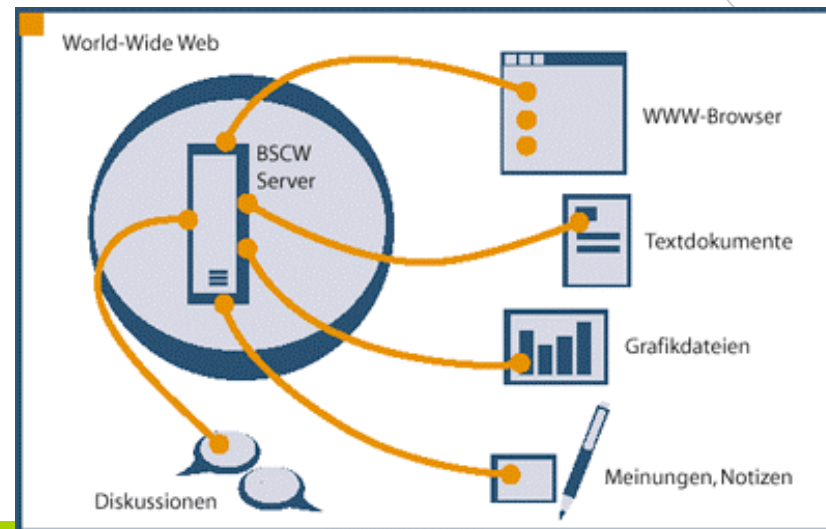 World-Wide Web
BSCW
Server
WWW-Browser
Textdokumente
Grafikdateien
Meinungen, Notizen
Diskussionen